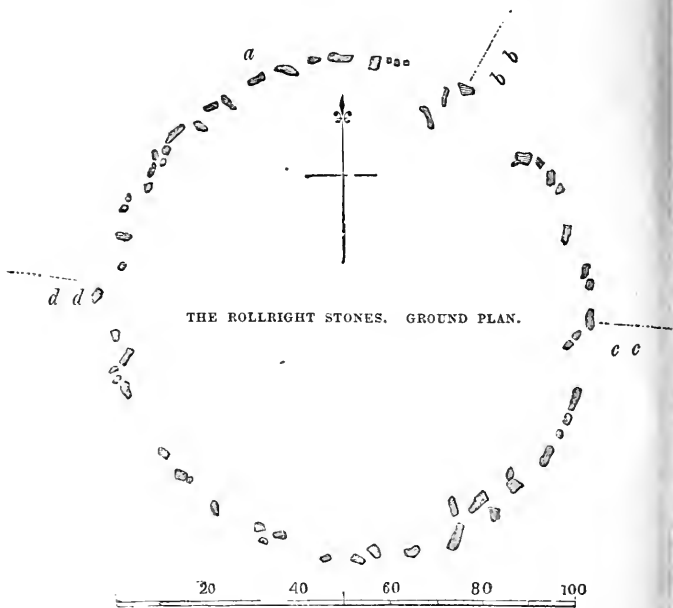 a
b b
d d
THE ROLLRIGHT STONES. GROUND PLAN.
c c
20 40 60 80 100